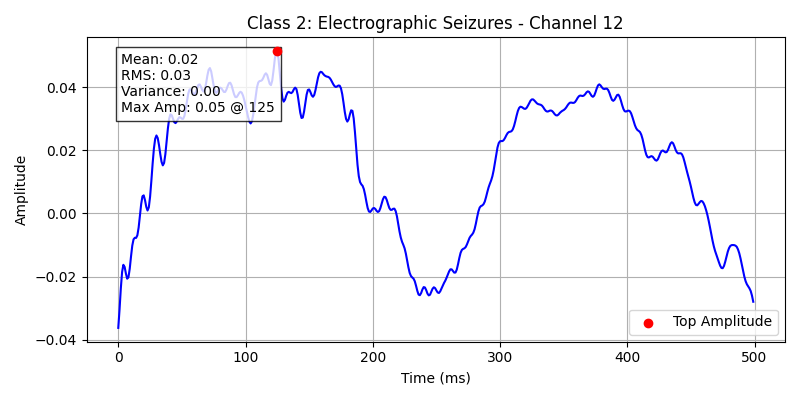 Class 2: Electrographic Seizures - Channel 12
Mean: 0.02
RMS: 0.03
Variance: 0.00
Max Amp: 0.05 @ 125
Amplitude
0.04
0.02
0.00
−0.02
−0.04
Top Amplitude
0 100 200 300 400 500
Time (ms)